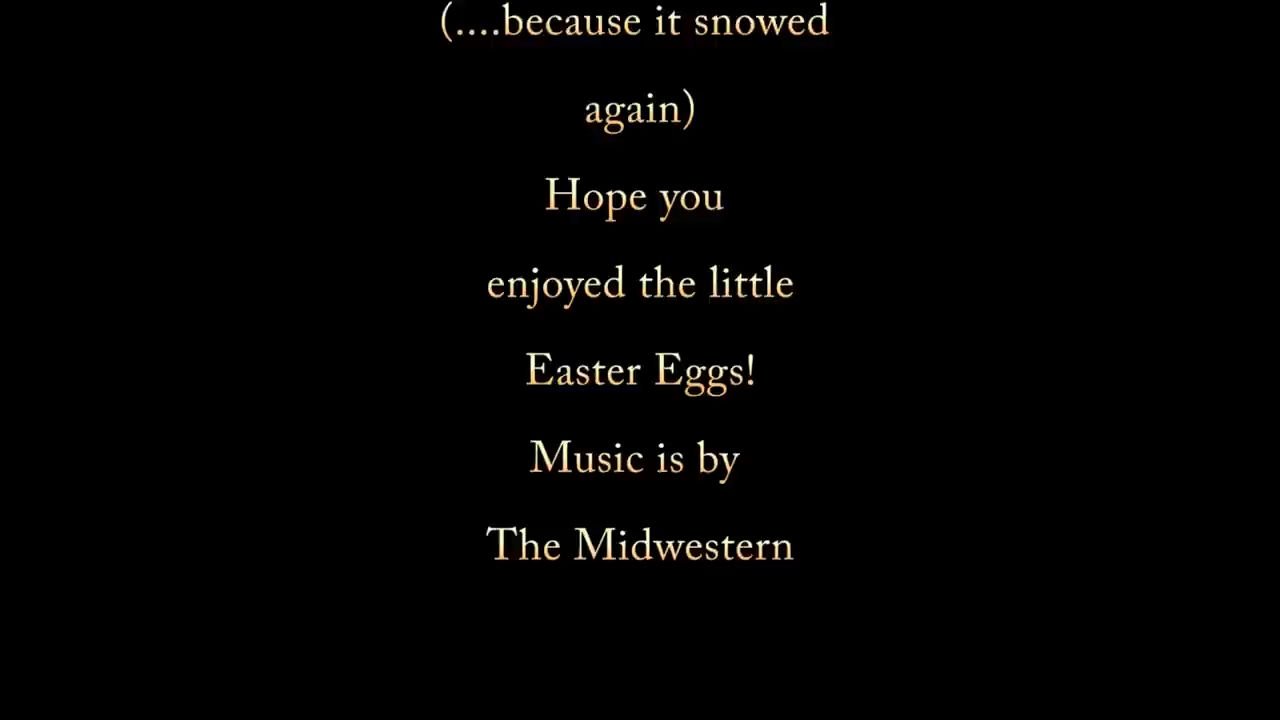 (....because it snowed
again)
Hope you
enjoyed the little
Easter Eggs!
Music is by
The Midwestern